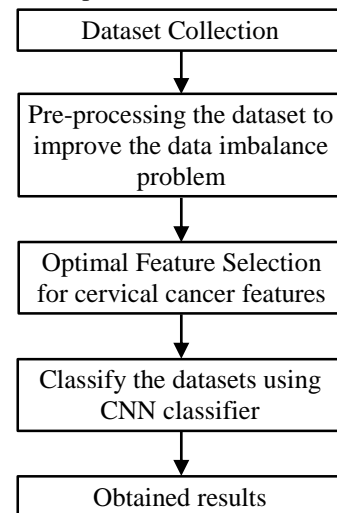 Dataset Collection
Pre-processing the dataset to
improve the data imbalance
problem
Optimal Feature Selection
for cervical cancer features
Classify the datasets using
CNN classifier
Obtained results